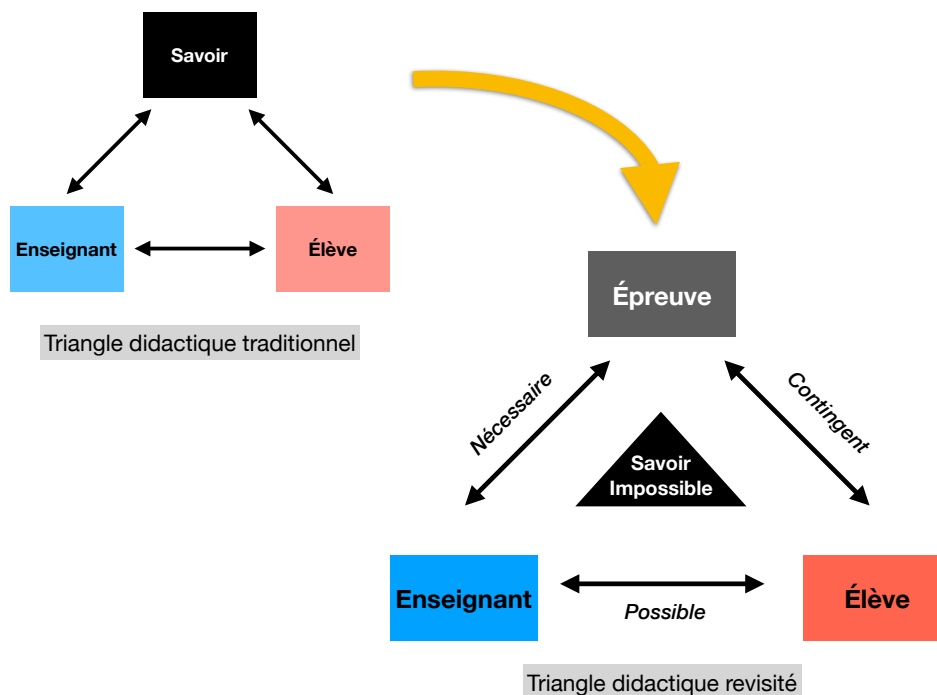 Savoir
Enseignant
Élève
Triangle didactique traditionnel
Épreuve
Nécessaire
Contingent
Savoir
Impossible
Enseignant
Possible
Élève
Triangle didactique revisité